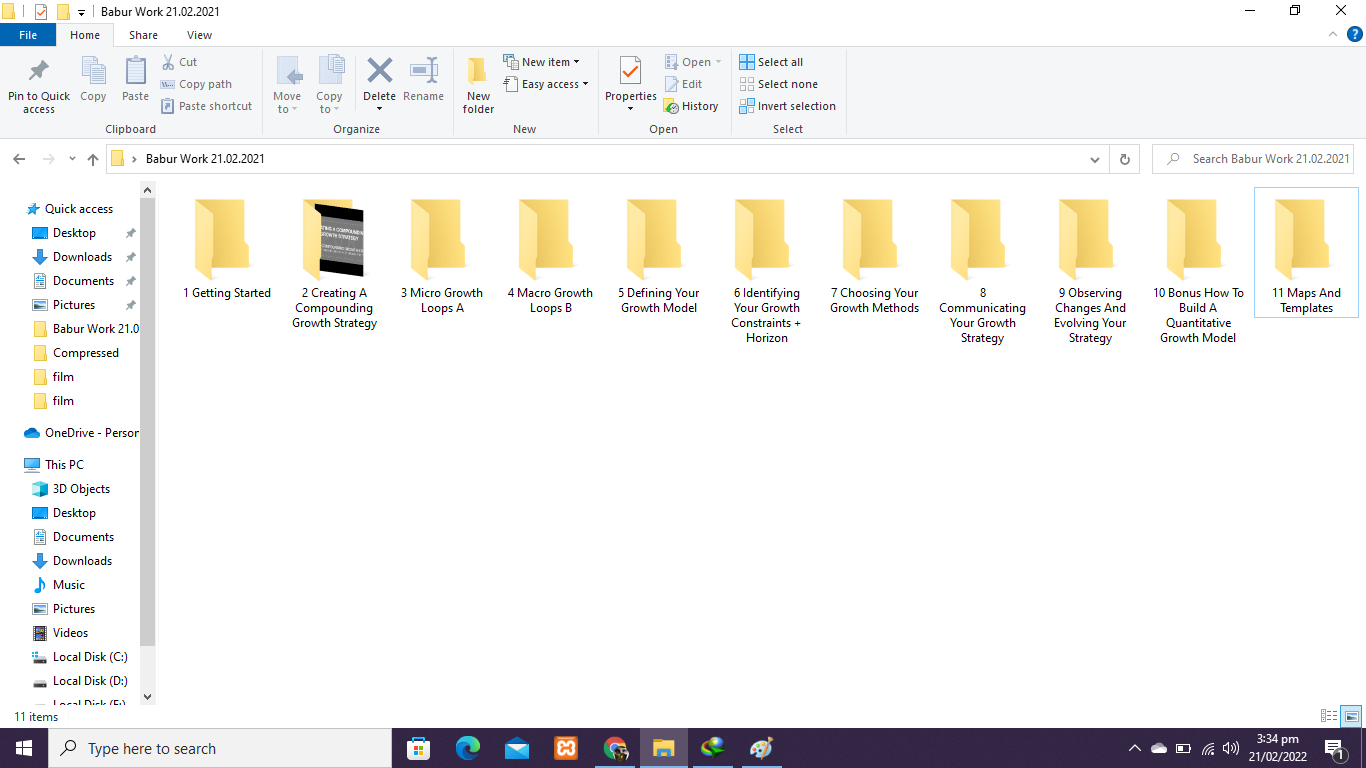 Babur Work 21.02.2021
File
Home
Share
View
Pin to Quick
access
Copy
Paste
Cut
Copy path
Paste shortcut
Clipboard
Move
to
Copy
to
Delete
Rename
Organize
New
folder
New item
Easy access
New
Properties
Open
Edit
History
Open
Select all
Select none
Invert selection
Select
Babur Work 21.02.2021
Search Babur Work 21.02.2021
Quick access
Desktop
Downloads
Documents
Pictures
Babur Work 21.0
Compressed
film
film
OneDrive - Person
This PC
3D Objects
Desktop
Documents
Downloads
Music
Pictures
Videos
Local Disk (C:)
Local Disk (D:)
1 Getting Started
2 Creating A
Compounding
Growth Strategy
3 Micro Growth
Loops A
4 Macro Growth
Loops B
5 Defining Your
Growth Model
6 Identifying
Your Growth
Constraints +
Horizon
7 Choosing Your
Growth Methods
8
Communicating
Your Growth
Strategy
9 Observing
Changes And
Evolving Your
Strategy
10 Bonus How To
Build A
Quantitative
Growth Model
11 Maps And
Templates
11 items
Type here to search
3:34 pm
21/02/2022
1